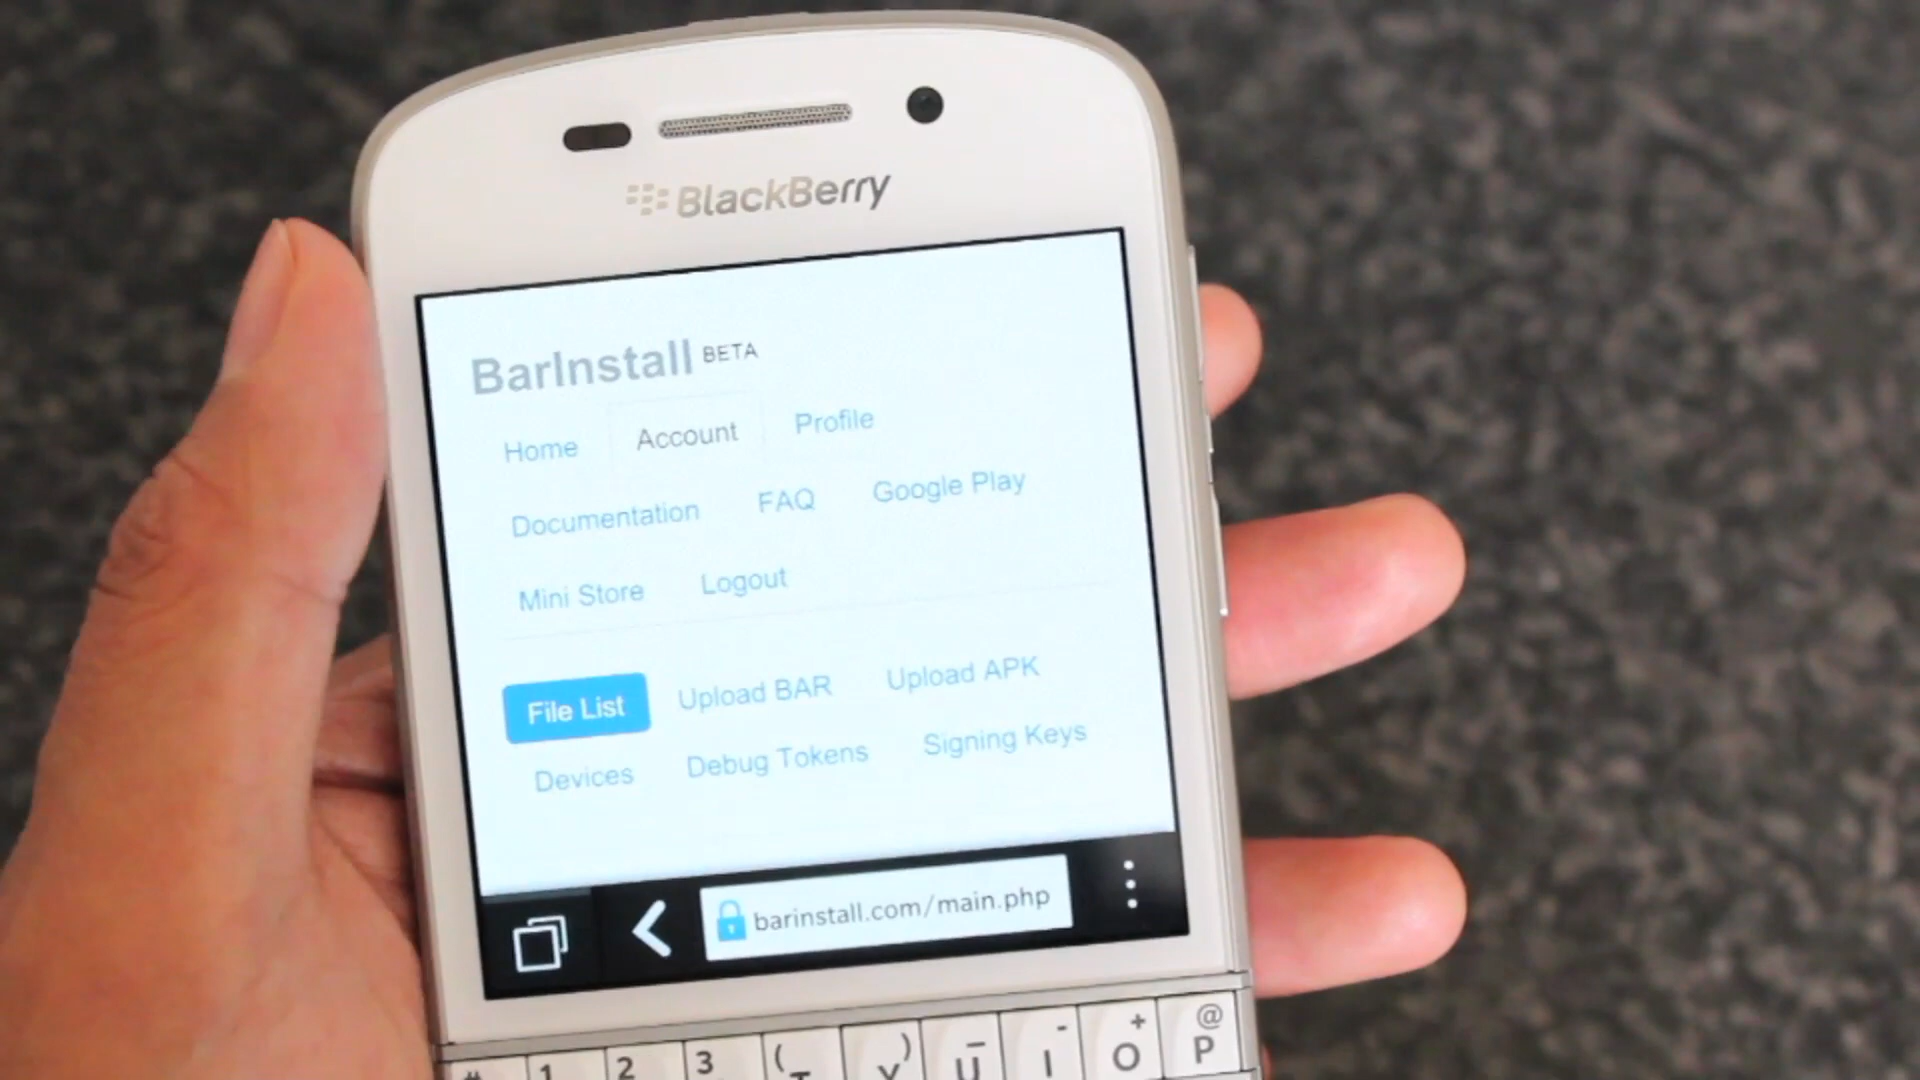 BlackBerry
BarInstall BETA
Home Account Profile
Documentation FAQ Google Play
Mini Store Logout
File List Upload BAR Upload APK
Devices Debug Tokens Signing Keys
barinstall.com/main.php
# 1 2 3 ( ) _ - + @
Y U I O P